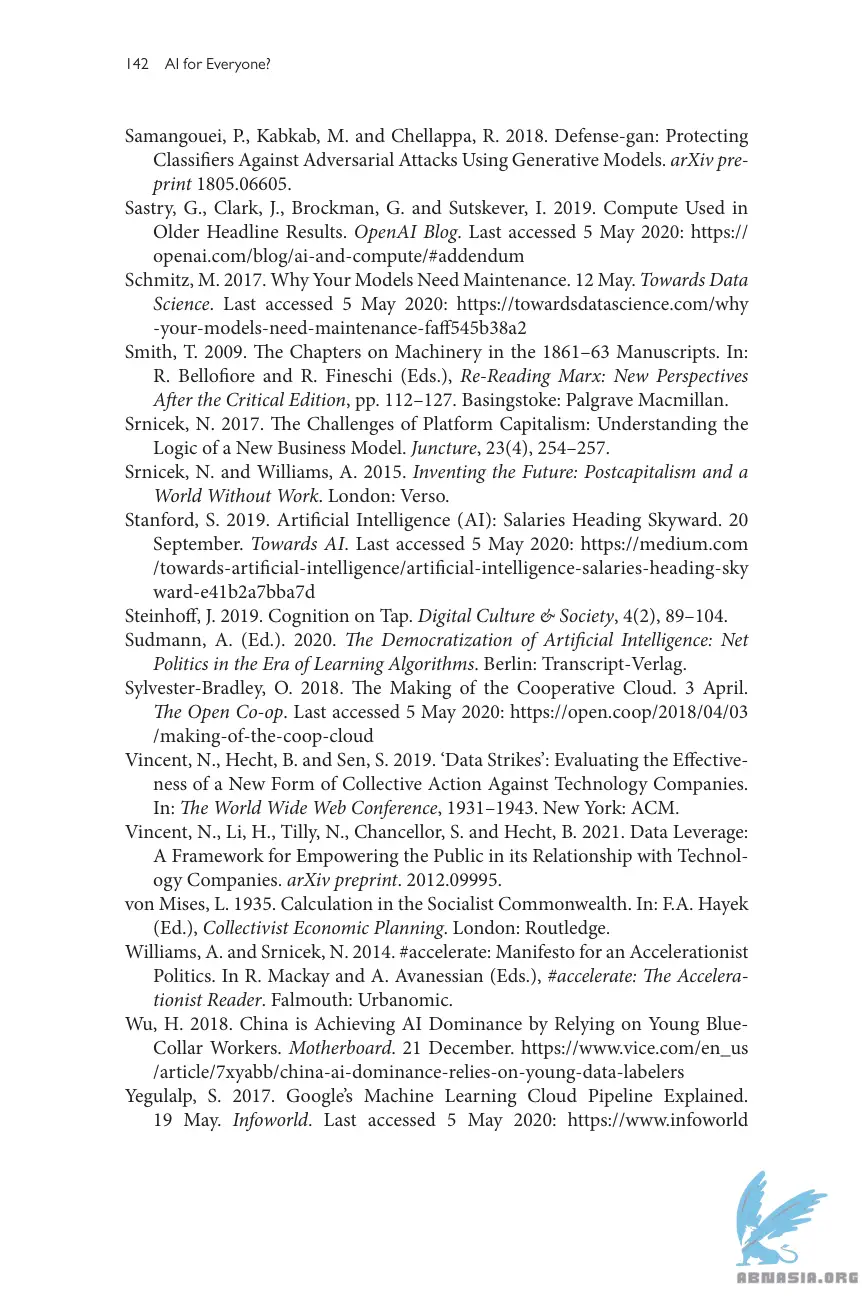 142 AI for Everyone?
Samangouei, P., Kabkab, M. and Chellappa, R. 2018. Defense-gan: Protecting
Classifiers Against Adversarial Attacks Using Generative Models. arXiv pre-
print 1805.06605.
Sastry, G., Clark, J., Brockman, G. and Sutskever, I. 2019. Compute Used in
Older Headline Results. OpenAI Blog. Last accessed 5 May 2020: https://
openai.com/blog/ai-and-compute/#addendum
Schmitz, M. 2017. Why Your Models Need Maintenance. 12 May. Towards Data
Science. Last accessed 5 May 2020: https://towardsdatascience.com/why
-your-models-need-maintenance-faff545b38a2
Smith, T. 2009. The Chapters on Machinery in the 1861–63 Manuscripts. In:
R. Bellofiore and R. Fineschi (Eds.), Re-Reading Marx: New Perspectives
After the Critical Edition, pp. 112–127. Basingstoke: Palgrave Macmillan.
Srnicek, N. 2017. The Challenges of Platform Capitalism: Understanding the
Logic of a New Business Model. Juncture, 23(4), 254–257.
Srnicek, N. and Williams, A. 2015. Inventing the Future: Postcapitalism and a
World Without Work. London: Verso.
Stanford, S. 2019. Artificial Intelligence (AI): Salaries Heading Skyward. 20
September. Towards AI. Last accessed 5 May 2020: https://medium.com
/towards-artificial-intelligence/artificial-intelligence-salaries-heading-sky
ward-e41b2a7bba7d
Steinhoff, J. 2019. Cognition on Tap. Digital Culture & Society, 4(2), 89–104.
Sudmann, A. (Ed.). 2020. The Democratization of Artificial Intelligence: Net
Politics in the Era of Learning Algorithms. Berlin: Transcript-Verlag.
Sylvester-Bradley, O. 2018. The Making of the Cooperative Cloud. 3 April.
The Open Co-op. Last accessed 5 May 2020: https://open.coop/2018/04/03
/making-of-the-coop-cloud
Vincent, N., Hecht, B. and Sen, S. 2019. ‘Data Strikes’: Evaluating the Effective-
ness of a New Form of Collective Action Against Technology Companies.
In: The World Wide Web Conference, 1931–1943. New York: ACM.
Vincent, N., Li, H., Tilly, N., Chancellor, S. and Hecht, B. 2021. Data Leverage:
A Framework for Empowering the Public in its Relationship with Technol-
ogy Companies. arXiv preprint. 2012.09995.
von Mises, L. 1935. Calculation in the Socialist Commonwealth. In: F.A. Hayek
(Ed.), Collectivist Economic Planning. London: Routledge.
Williams, A. and Srnicek, N. 2014. #accelerate: Manifesto for an Accelerationist
Politics. In R. Mackay and A. Avanessian (Eds.), #accelerate: The Accelera-
tionist Reader. Falmouth: Urbanomic.
Wu, H. 2018. China is Achieving AI Dominance by Relying on Young Blue-
Collar Workers. Motherboard. 21 December. https://www.vice.com/en_us
/article/7xyabb/china-ai-dominance-relies-on-young-data-labelers
Yegulalp, S. 2017. Google’s Machine Learning Cloud Pipeline Explained.
19 May. Infoworld. Last accessed 5 May 2020: https://www.infoworld
ABNASIA.ORG